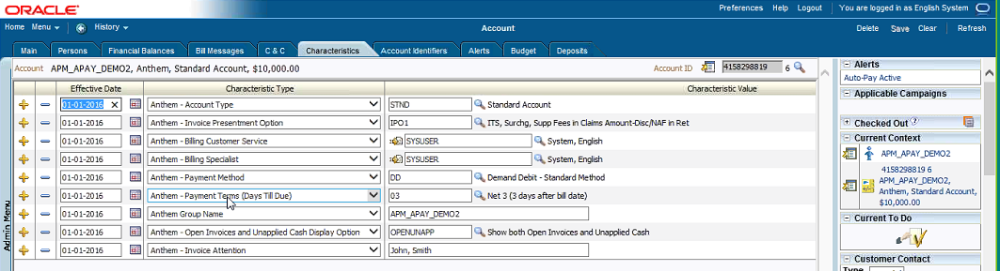 ORACLE
Preferences Help Logout You are logged in as English System
Home Menu History Account Delete Save Clear Refresh
Main Persons Financial Balances Bill Messages C & C Characteristics Account Identifiers Alerts Budget Deposits
Account APM_APAY_DEMO2, Anthem, Standard Account, $10,000.00 Account ID 4158298819 6
Effective Date Characteristic Type Characteristic Value
01-01-2016 Anthem - Account Type STND Standard Account
01-01-2016 Anthem - Invoice Presentment Option IPO1 ITS, Surchg, Supp Fees in Claims Amount-Disc/NAF in Ret
01-01-2016 Anthem - Billing Customer Service SYSUSER System, English
01-01-2016 Anthem - Billing Specialist SYSUSER System, English
01-01-2016 Anthem - Payment Method DD Demand Debit - Standard Method
01-01-2016 Anthem - Payment Terms (Days Till Due) 03 Net 3 (3 days after bill date)
01-01-2016 Anthem Group Name APM_APAY_DEMO2
01-01-2016 Anthem - Open Invoices and Unapplied Cash Display Option OPENUNAPP Show both Open Invoices and Unapplied Cash
01-01-2016 Anthem - Invoice Attention John, Smith
Admin Menu
Alerts
Auto-Pay Active
Applicable Campaigns
Checked Out ?
Current Context
APM_APAY_DEMO2
4158298819 6
APM_APAY_DEMO2,
Anthem, Standard Account,
$10,000.00
Current To Do
Customer Contact
Type